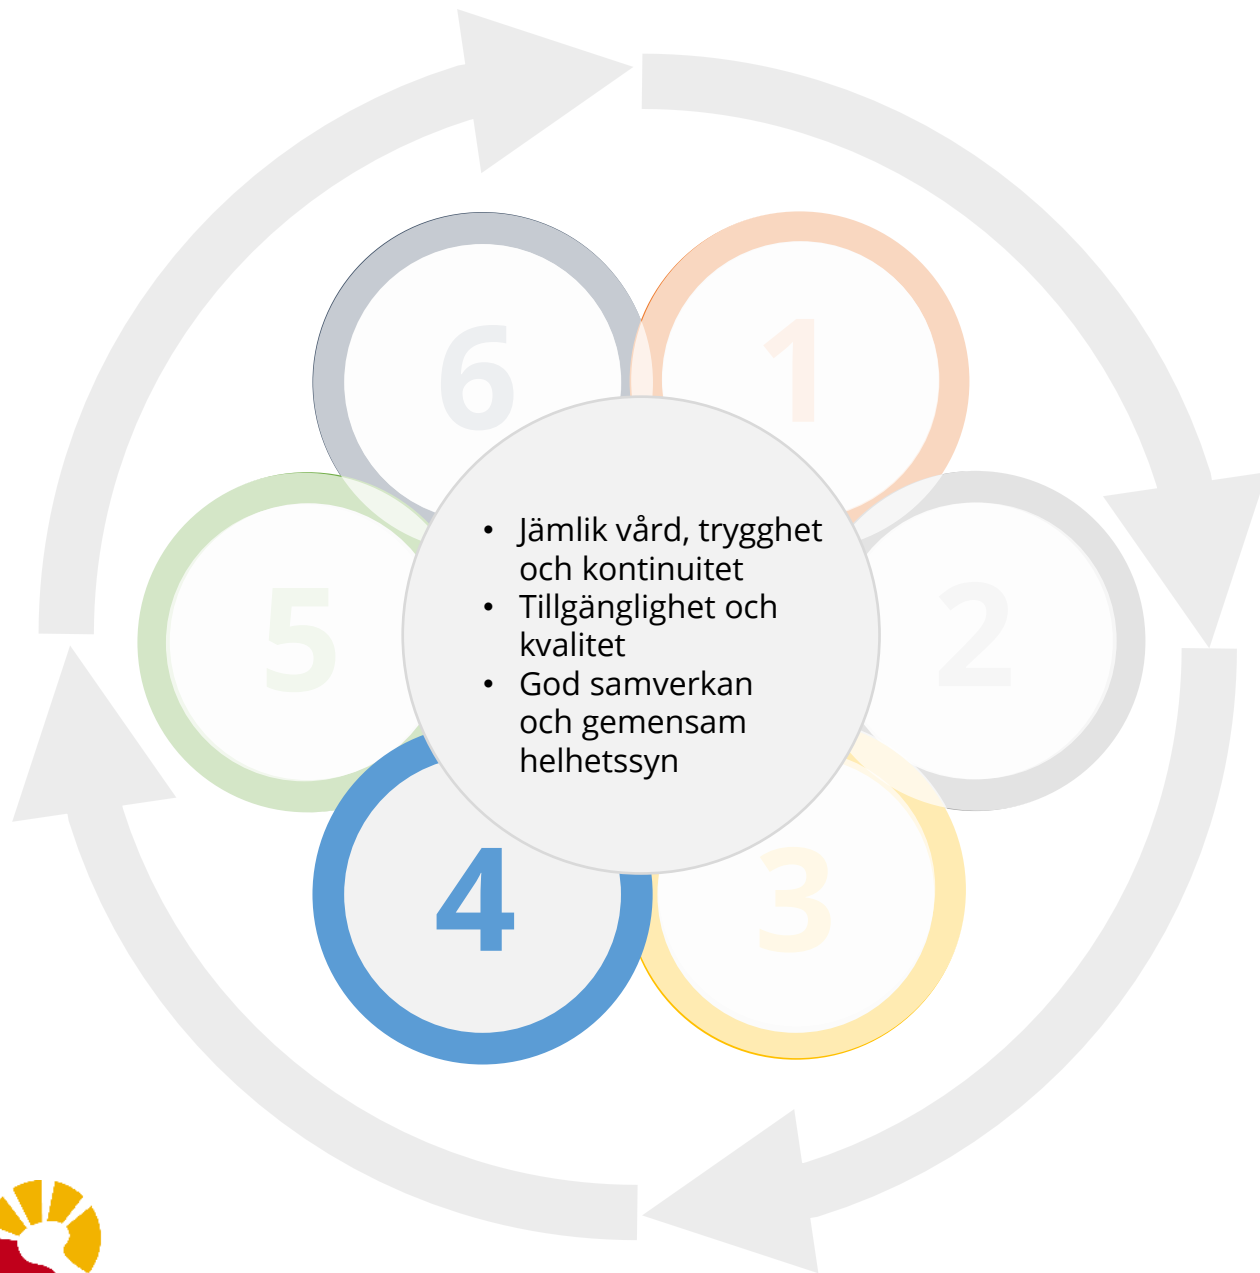 6
1
• Jämlik vård, trygghet
och kontinuitet
• Tillgänglighet och
kvalitet
• God samverkan
och gemensam
helhetssyn
5
2
4
3